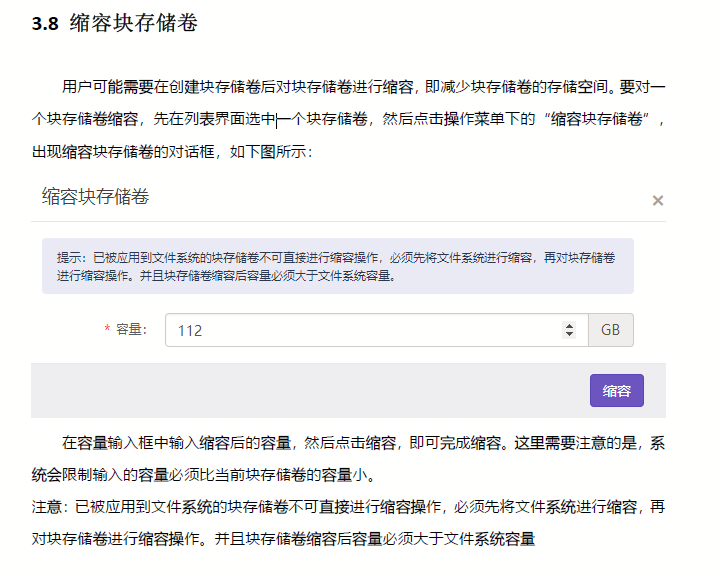 3.8 缩容块存储卷
用户可能需要在创建块存储卷后对块存储卷进行缩容，即减少块存储卷的存储空间。要对一
个块存储卷缩容，先在列表界面选中一个块存储卷，然后点击操作菜单下的“缩容块存储卷”，
出现缩容块存储卷的对话框，如下图所示：
缩容块存储卷 ×
提示：已被应用到文件系统的块存储卷不可直接进行缩容操作，必须先将文件系统进行缩容，再对块存储卷
进行缩容操作。并且块存储卷缩容后容量必须大于文件系统容量。
* 容量： 112 GB
缩容
在容量输入框中输入缩容后的容量，然后点击缩容，即可完成缩容。这里需要注意的是，系
统会限制输入的容量必须比当前块存储卷的容量小。
注意：已被应用到文件系统的块存储卷不可直接进行缩容操作，必须先将文件系统进行缩容，再
对块存储卷进行缩容操作。并且块存储卷缩容后容量必须大于文件系统容量